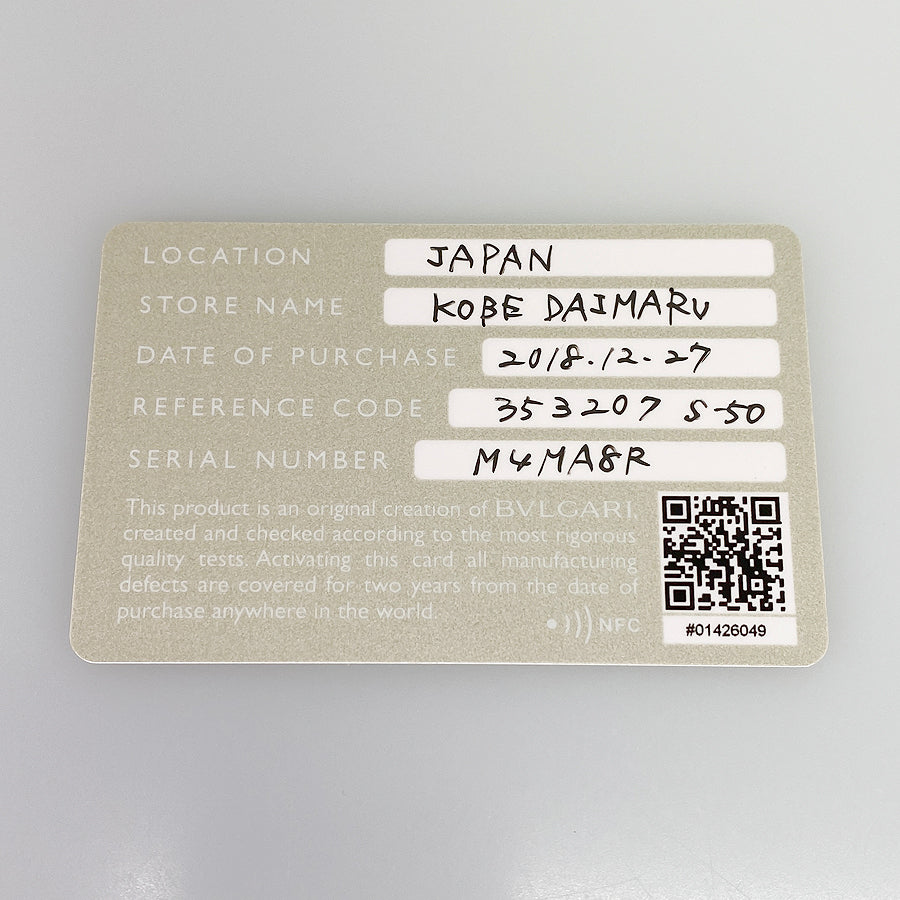 LOCATION JAPAN
STORE NAME KOBE DAIMARU
DATE OF PURCHASE 2018.12.27
REFERENCE CODE 353207 S-50
SERIAL NUMBER M4MA8R
This product is an original creation of BVLGARI,
created and checked according to the most rigorous
quality tests. Activating this card all manufacturing
defects are covered for two years from the date of
purchase anywhere in the world.
NFC
#01426049